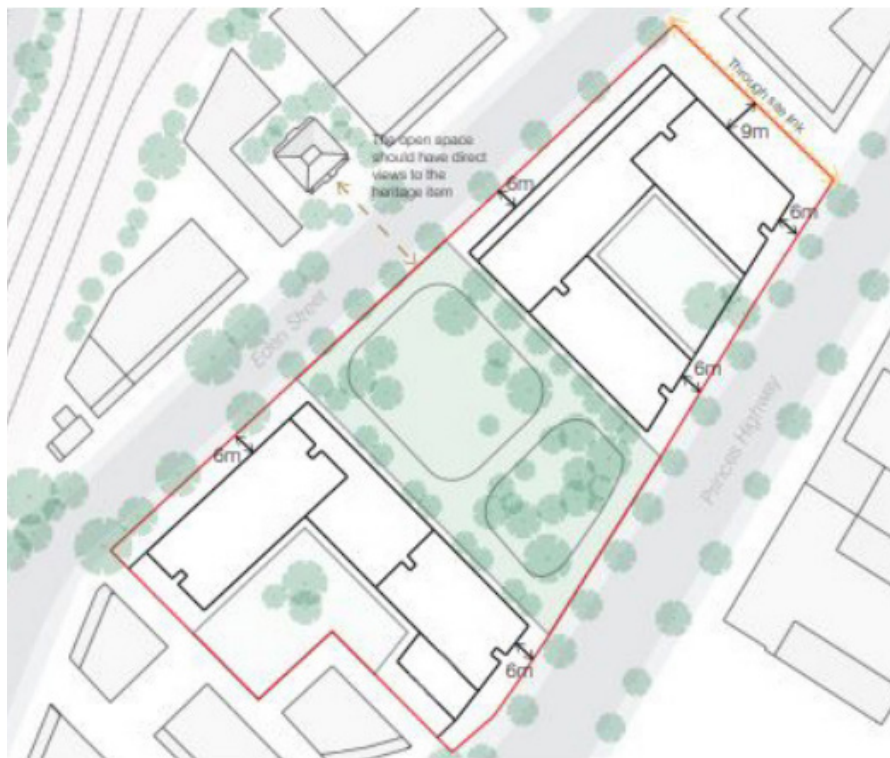 Through site link
9m
The open space
should have direct
views to the
heritage item
6m
6m
Eden Street
6m
Princes Highway
6m
6m